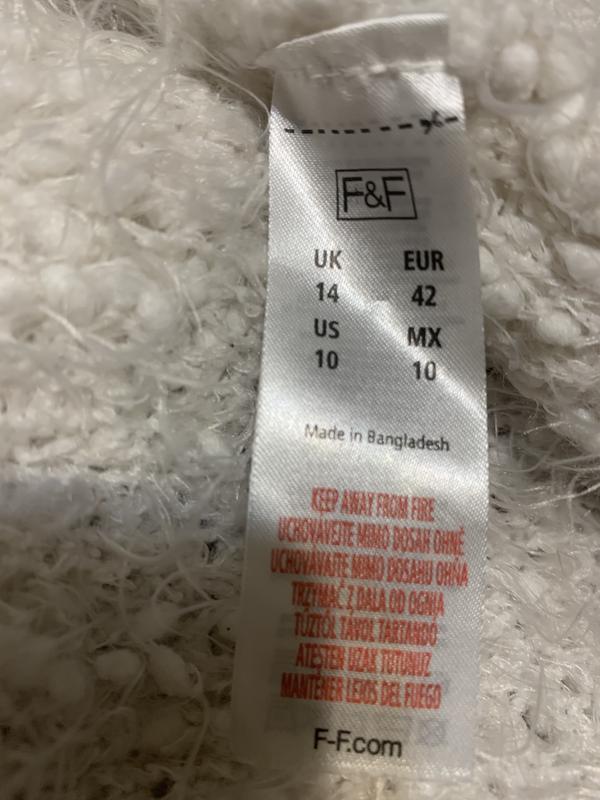 F&F
UK EUR
14 42
US MX
10 10
Made in Bangladesh
KEEP AWAY FROM FIRE
UCHOVÁVEJTE MIMO DOSAH OHNĚ
UCHOVÁVAJTE MIMO DOSAHU OHŇA
TRZYMAĆ Z DALA OD OGNIA
TŰZTŐL TÁVOL TARTANDÓ
ATEŞTEN UZAK TUTUNUZ
MANTENER LEJOS DEL FUEGO
F-F.com